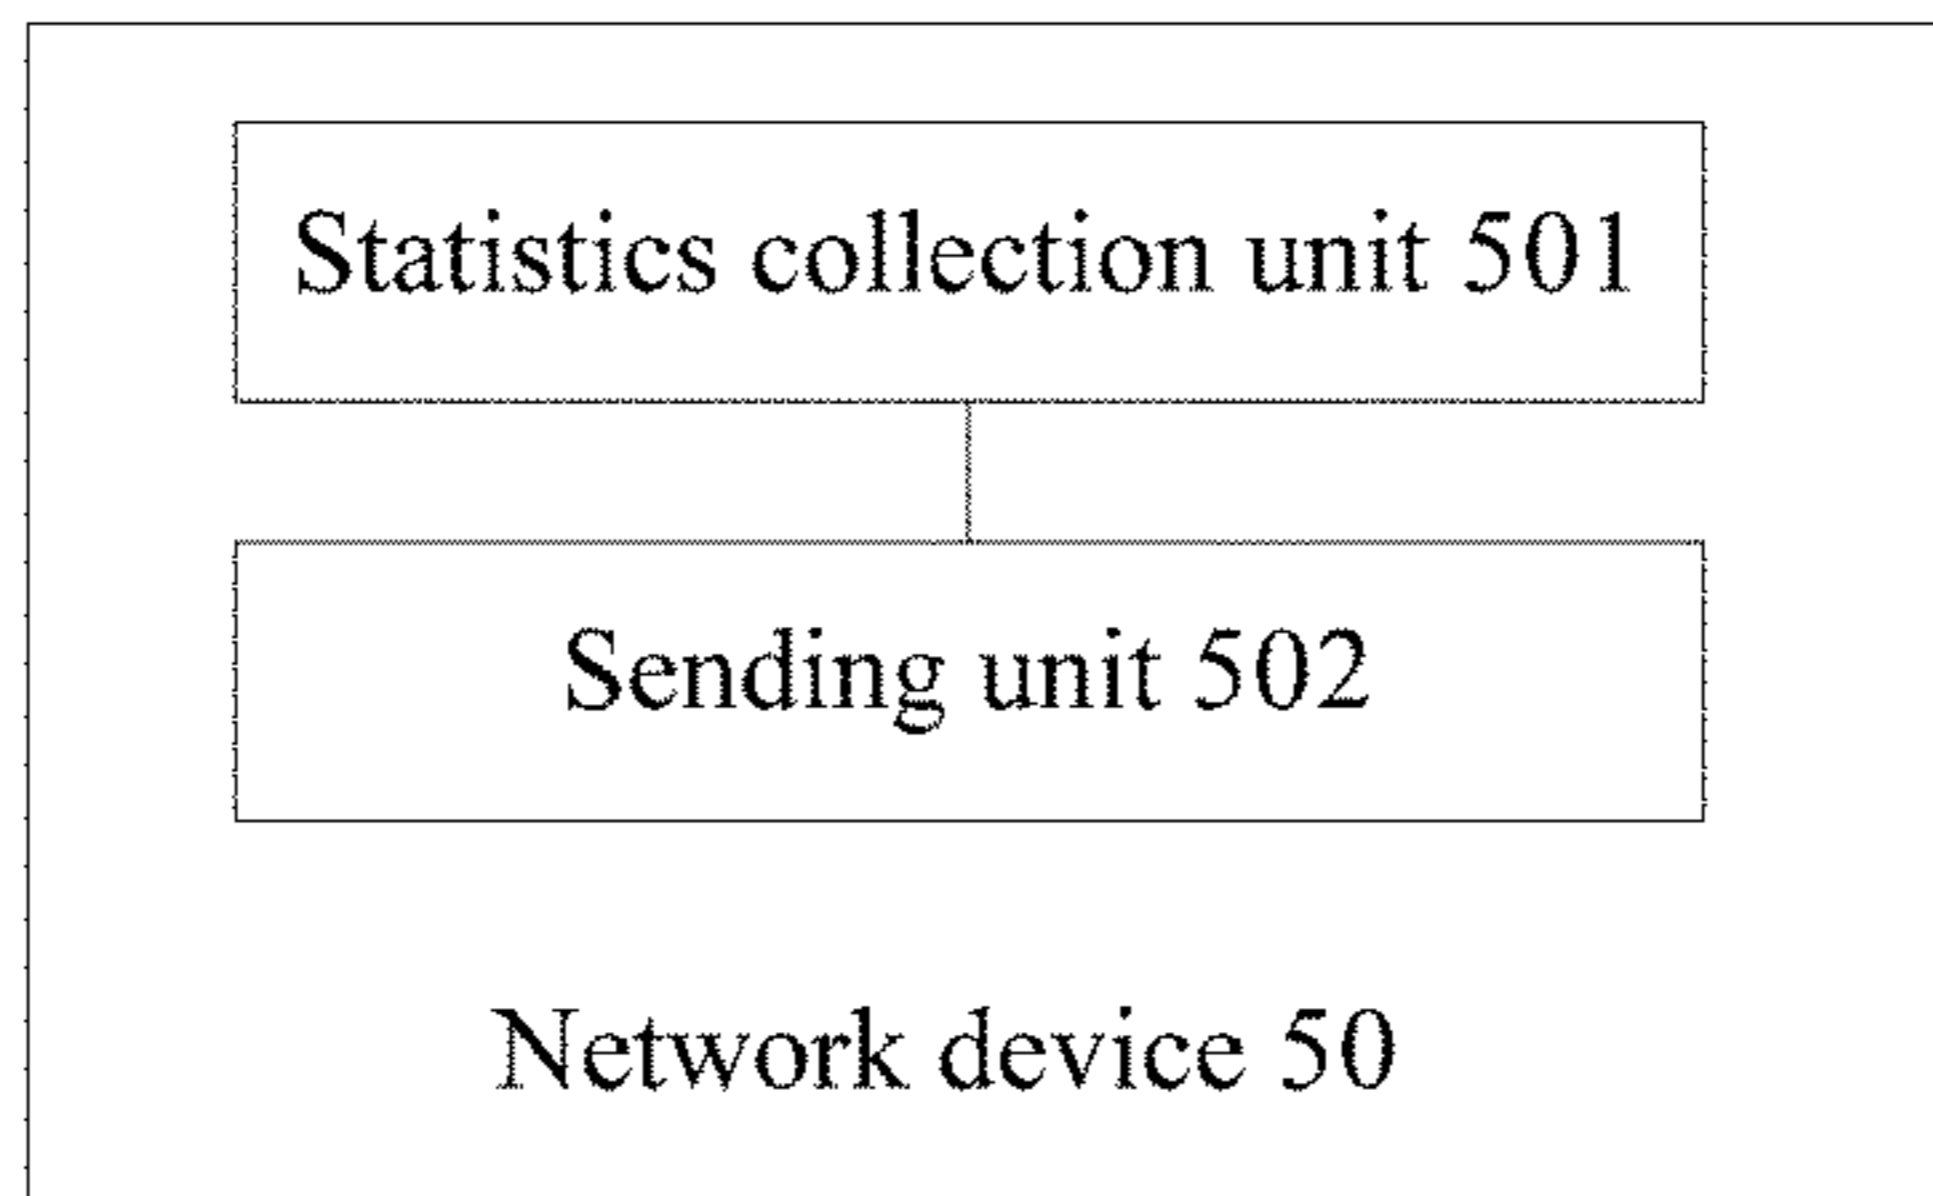 Statistics collection unit 501
Sending unit 502
Network device 50